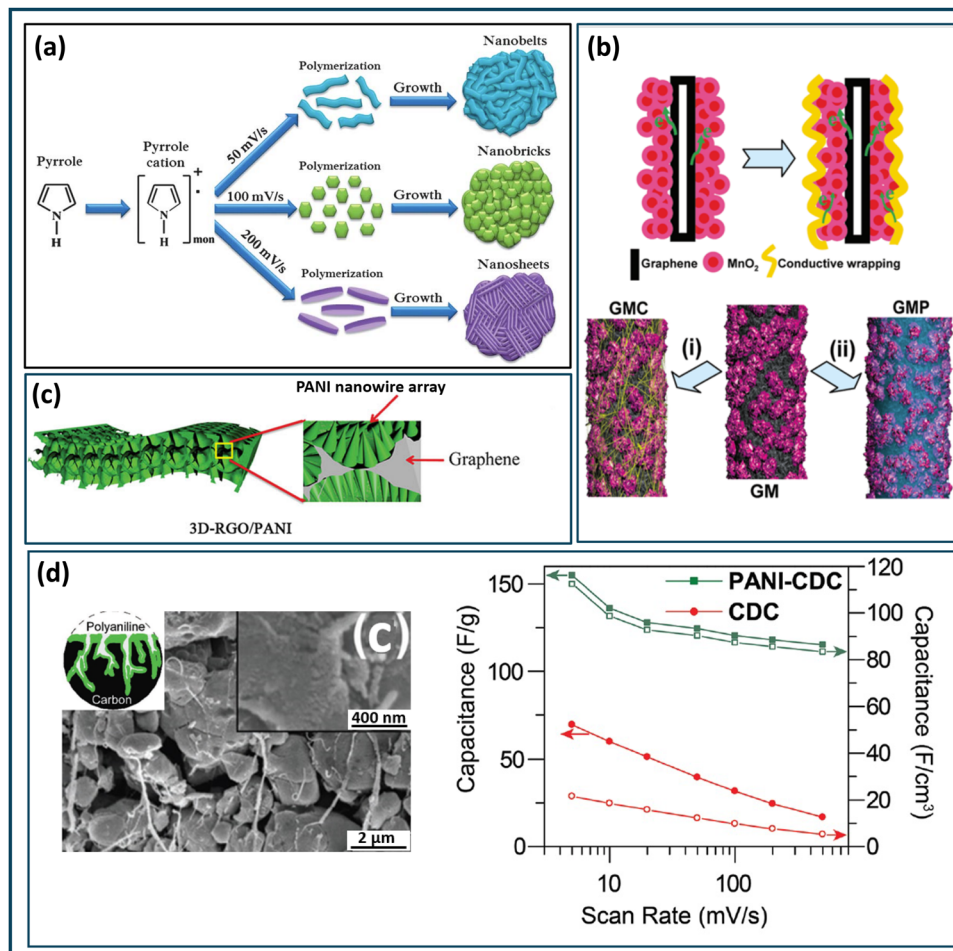 (a)
Pyrrole
N
H
Pyrrole
cation
N
H
+
·
mon
50 mV/s
100 mV/s
200 mV/s
Polymerization
Growth
Nanobelts
Polymerization
Growth
Nanobricks
Polymerization
Growth
Nanosheets
(b)
e
e
e
e
e
e
Graphene MnO₂ Conductive wrapping
GMC
(i)
GM
(ii)
GMP
(c)
PANI nanowire array
Graphene
3D-RGO/PANI
(d)
Polyaniline
Carbon
(c)
400 nm
2 µm
Capacitance (F/g)
150
100
50
0
PANI-CDC
CDC
120
100
80
60
40
20
0
Capacitance (F/cm³)
10
100
Scan Rate (mV/s)